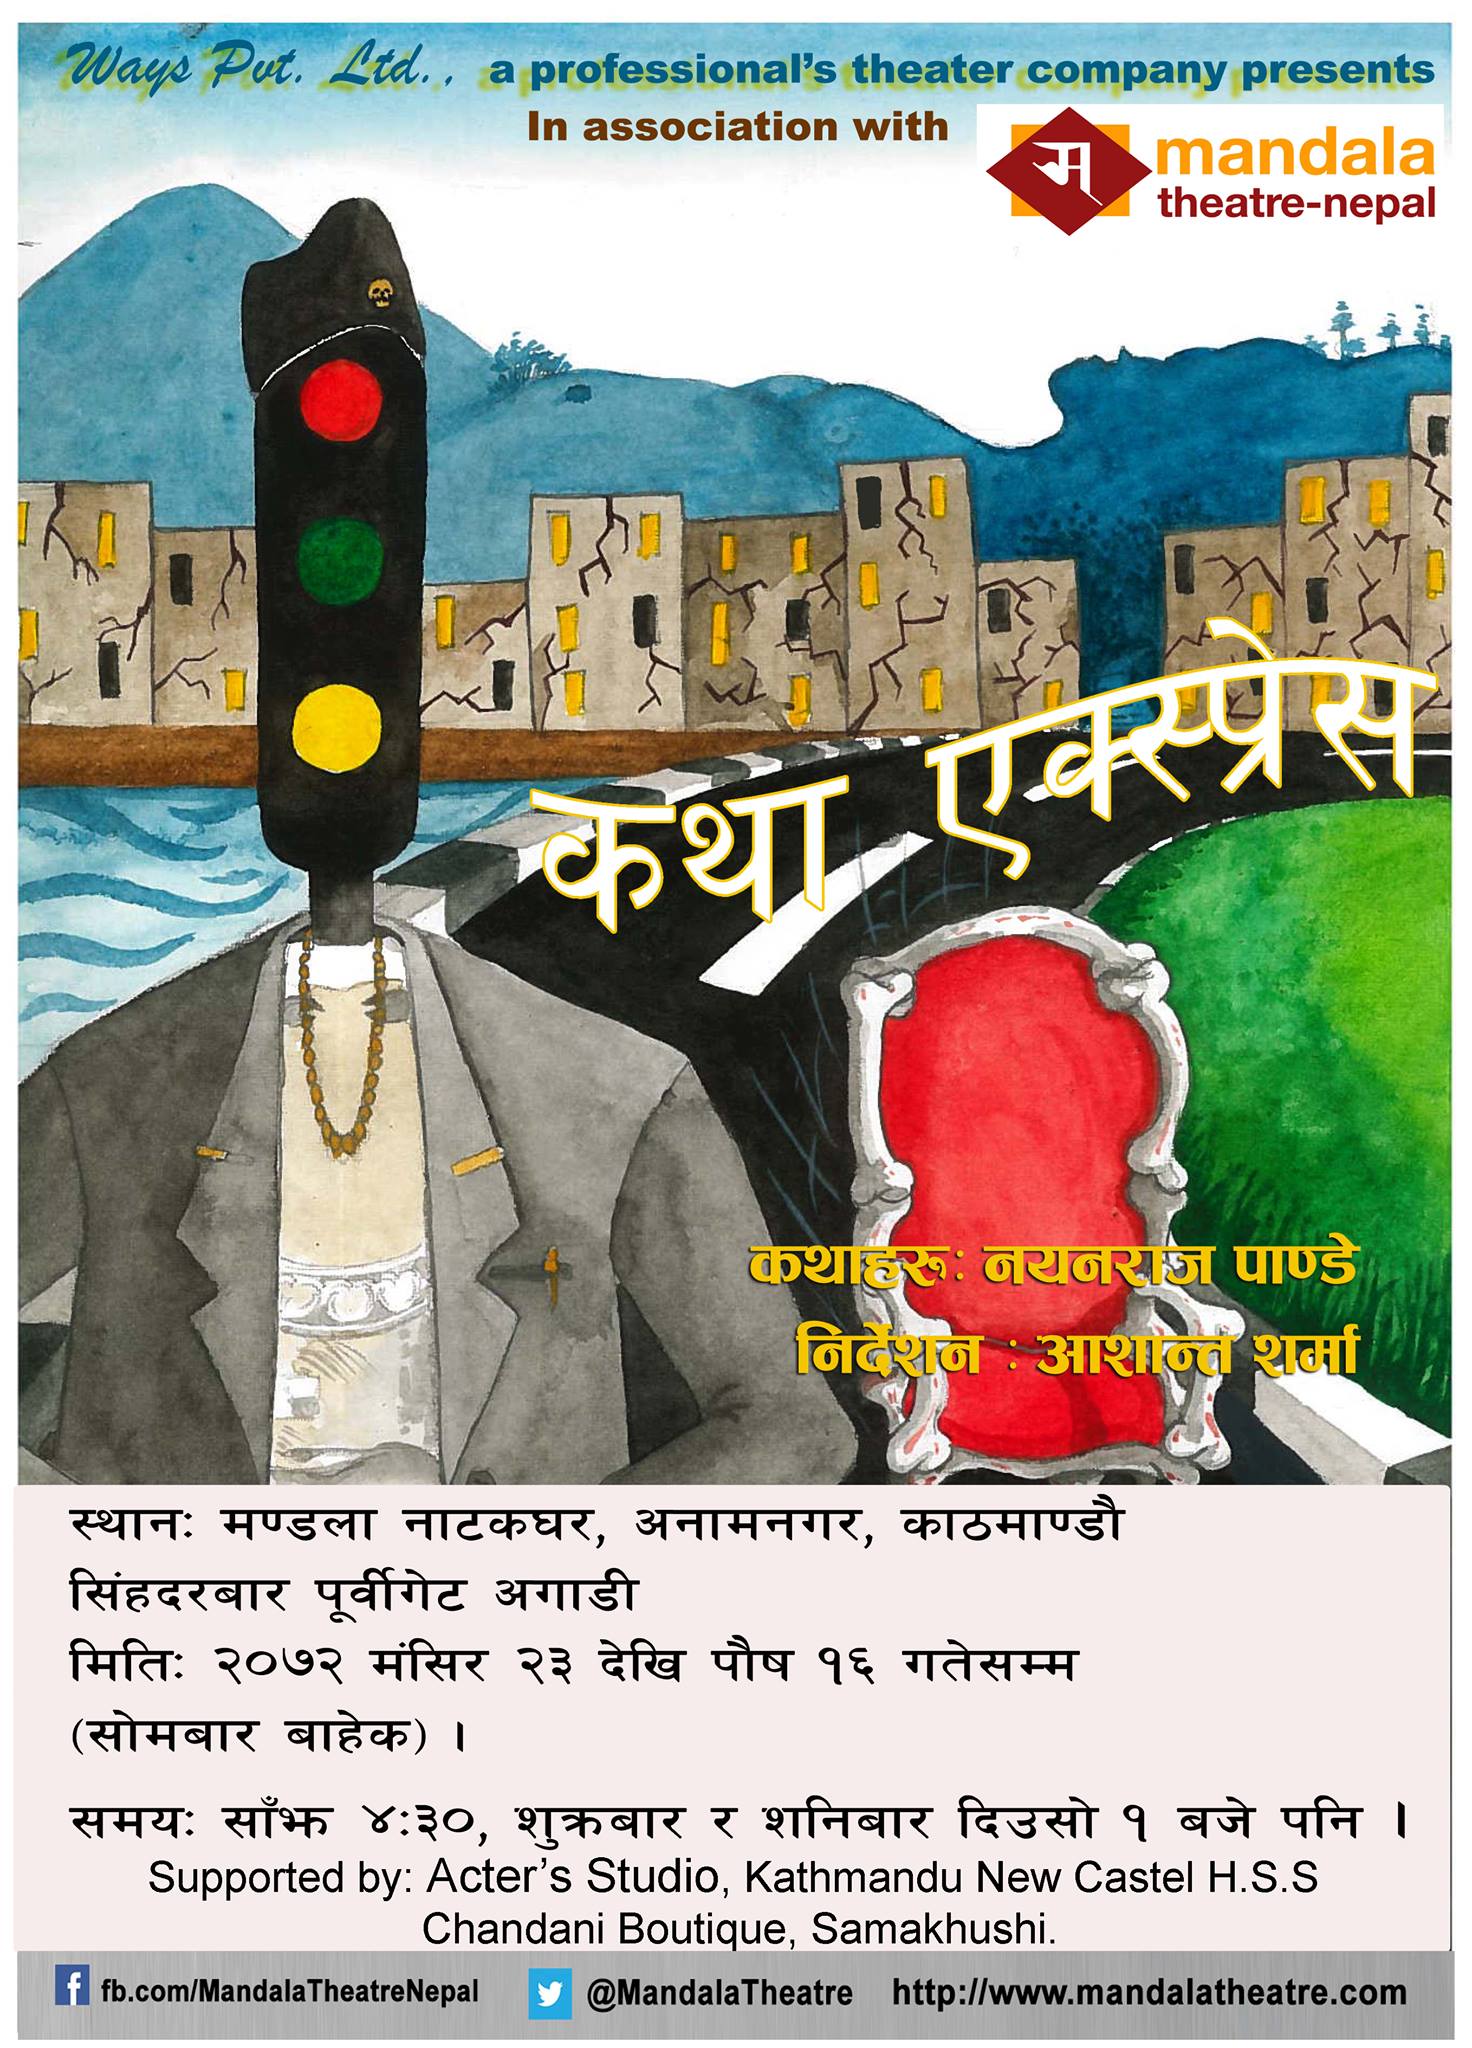 Ways Pvt. Ltd., a professional's theater company presents
In association with
म
mandala
theatre-nepal
कथा एक्स्प्रेस
कथाहरूः नयनराज पाण्डे
निर्देशन : आशान्त शर्मा
स्थानः मण्डला नाटकघर, अनामनगर, काठमाण्डौ
सिंहदरबार पूर्वीगेट अगाडी
मितिः २०७२ मंसिर २३ देखि पौष १६ गतेसम्म
(सोमबार बाहेक) ।
समयः साँझ ४:३०, शुक्रबार र शनिबार दिउसो १ बजे पनि ।
Supported by: Acter's Studio, Kathmandu New Castel H.S.S
Chandani Boutique, Samakhushi.
fb.com/MandalaTheatreNepal @MandalaTheatre http://www.mandalatheatre.com